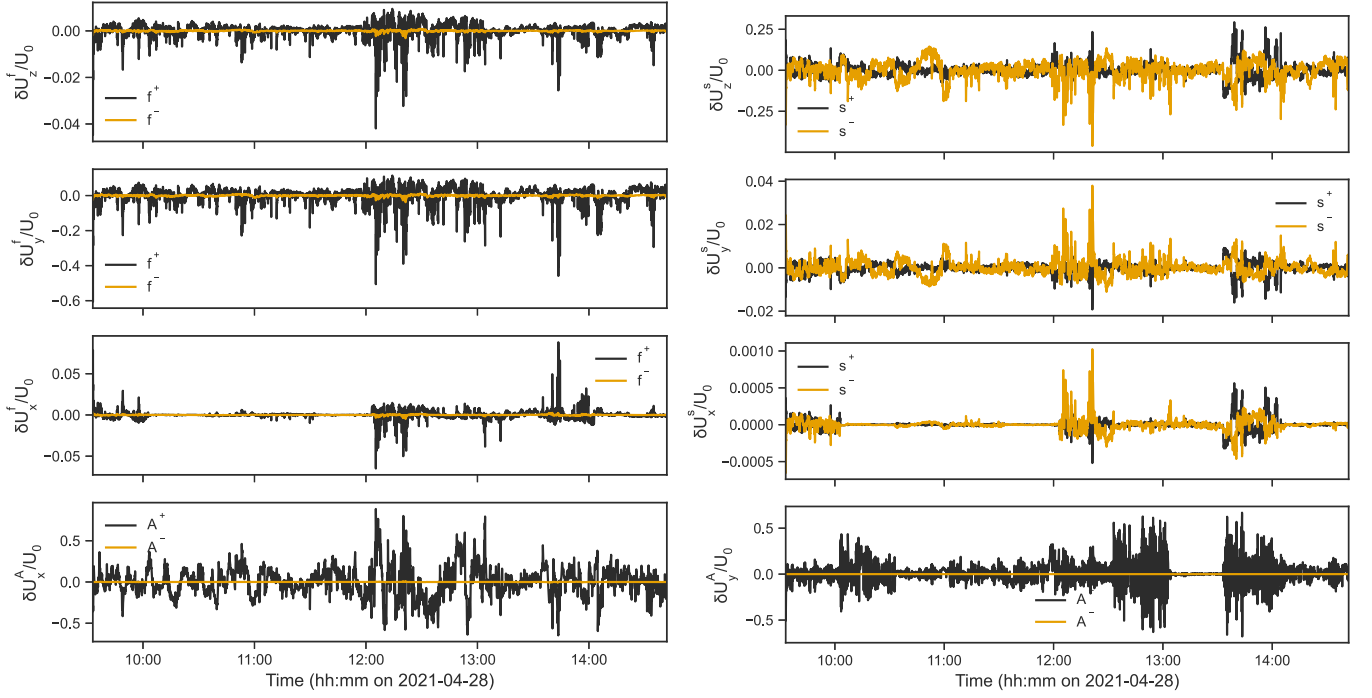 0.00
−0.02
−0.04
δU_z^f/U_0
f^+
f^−
0.0
−0.2
−0.4
−0.6
δU_y^f/U_0
f^+
f^−
0.05
0.00
−0.05
δU_x^f/U_0
f^+
f^−
0.5
0.0
−0.5
δU_x^A/U_0
A^+
A^−
10:00 11:00 12:00 13:00 14:00
Time (hh:mm on 2021-04-28)
0.25
0.00
−0.25
δU_z^s/U_0
s^+
s^−
0.04
0.02
0.00
−0.02
δU_y^s/U_0
s^+
s^−
0.0010
0.0005
0.0000
−0.0005
δU_x^s/U_0
s^+
s^−
0.5
0.0
−0.5
δU_y^A/U_0
A
A^−
10:00 11:00 12:00 13:00 14:00
Time (hh:mm on 2021-04-28)